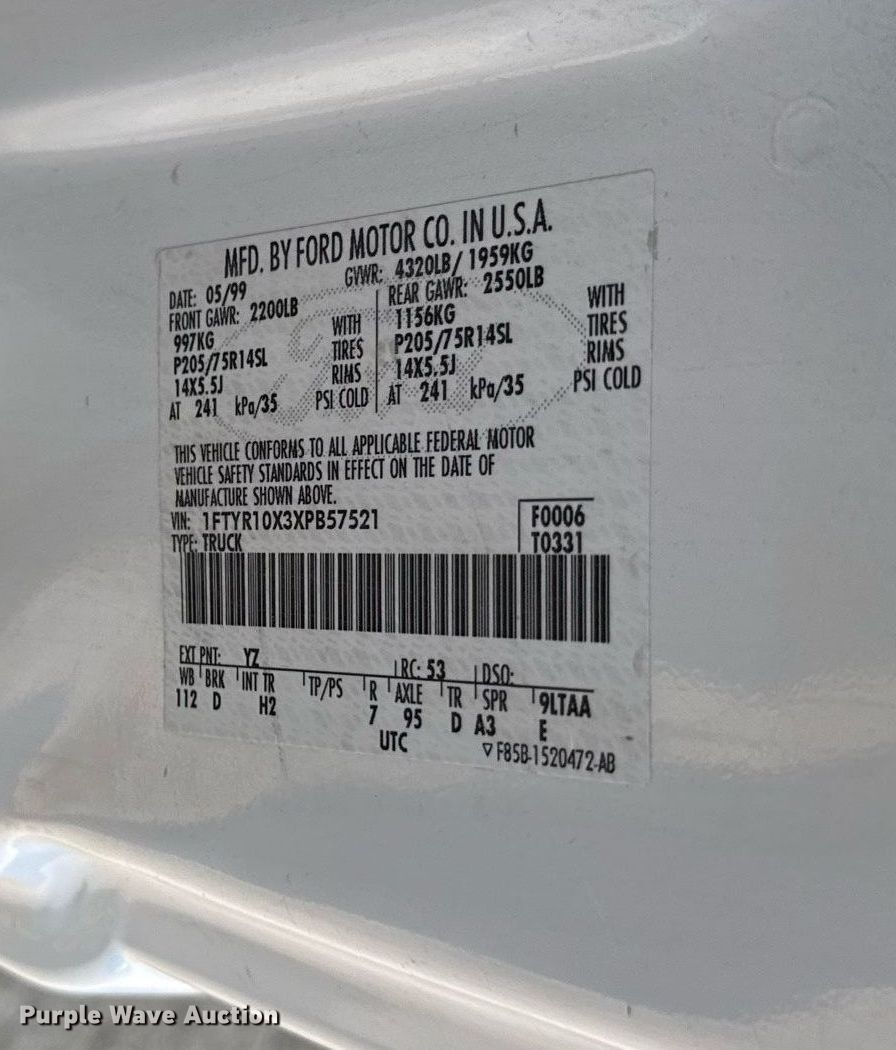 MFD. BY FORD MOTOR CO. IN U.S.A.
DATE: 05/99 GVWR: 4320LB/ 1959KG
FRONT GAWR: 2200LB REAR GAWR: 2550LB
997KG WITH 1156KG WITH
P205/75R14SL TIRES P205/75R14SL TIRES
14X5.5J RIMS 14X5.5J RIMS
AT 241 kPa/35 PSI COLD AT 241 kPa/35 PSI COLD
THIS VEHICLE CONFORMS TO ALL APPLICABLE FEDERAL MOTOR
VEHICLE SAFETY STANDARDS IN EFFECT ON THE DATE OF
MANUFACTURE SHOWN ABOVE.
VIN: 1FTYR10X3XPB57521 F0006
TYPE: TRUCK T0331
EXT PNT: YZ RC: 53 DSO:
WB BRK INT TR TP/PS R AXLE TR SPR 9LTAA
112 D H2 7 95 D A3 E
UTC ▽ F85B-1520472-AB
Purple Wave Auction